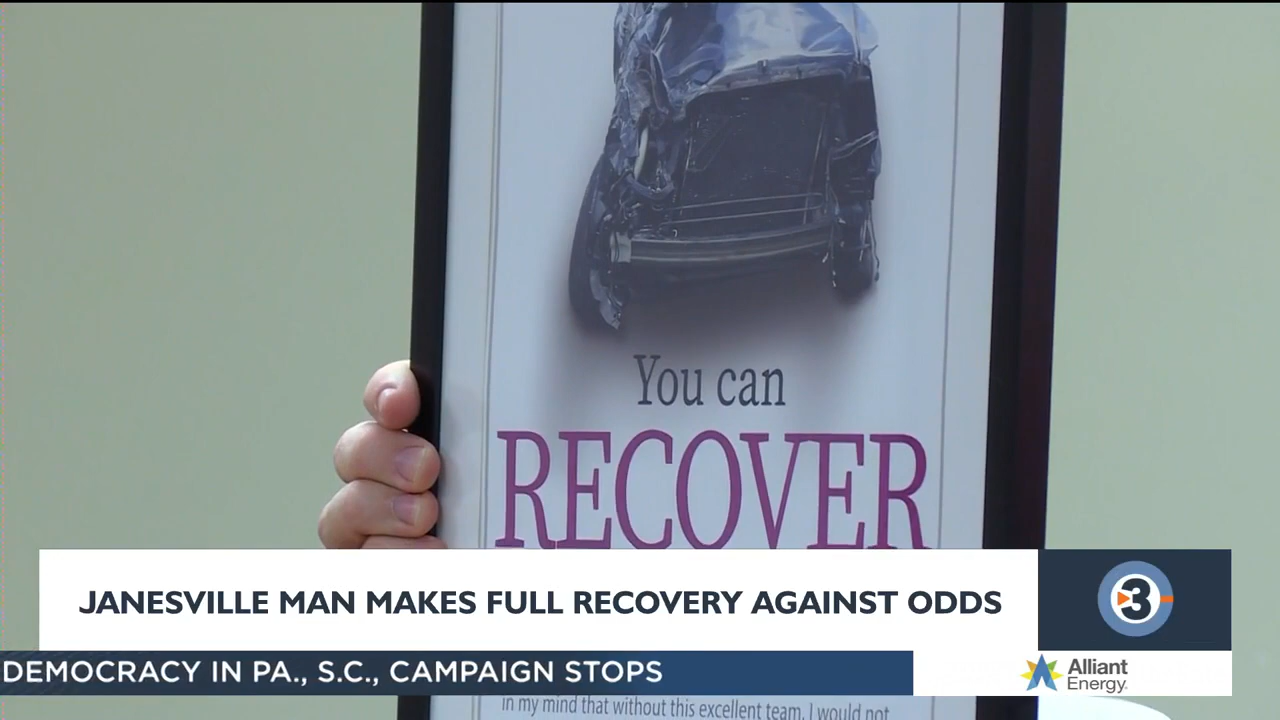 You can
RECOVER
JANESVILLE MAN MAKES FULL RECOVERY AGAINST ODDS
3
DEMOCRACY IN PA., S.C., CAMPAIGN STOPS
Alliant
Energy
in my mind that without this excellent team, I would not